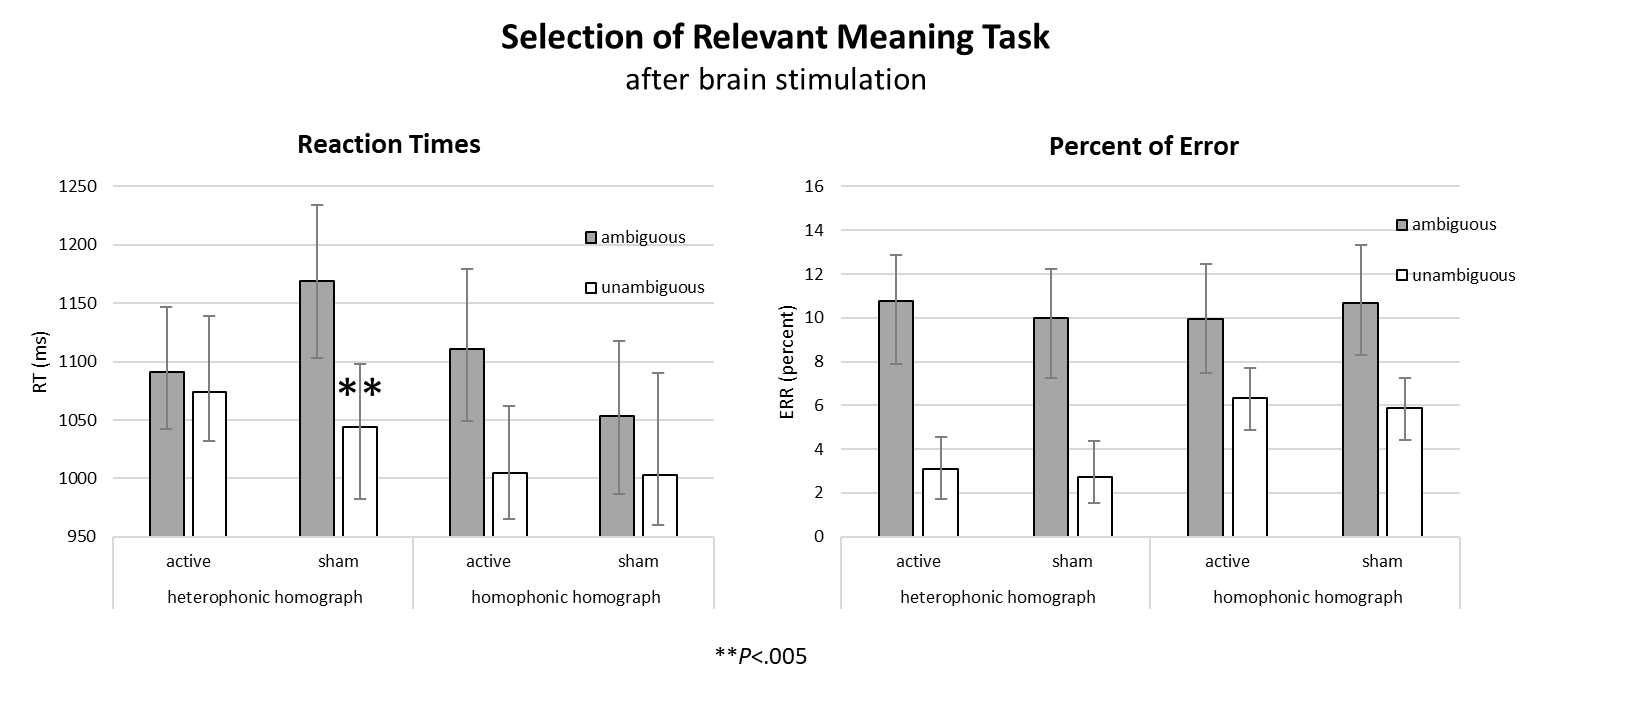 Selection of Relevant Meaning Task
after brain stimulation
Reaction Times
1250
1200
1150
1100
1050
1000
950
RT (ms)
ambiguous
unambiguous
**
active sham active sham
heterophonic homograph homophonic homograph
Percent of Error
16
14
12
10
8
6
4
2
0
ERR (percent)
ambiguous
unambiguous
active sham active sham
heterophonic homograph homophonic homograph
**P<.005